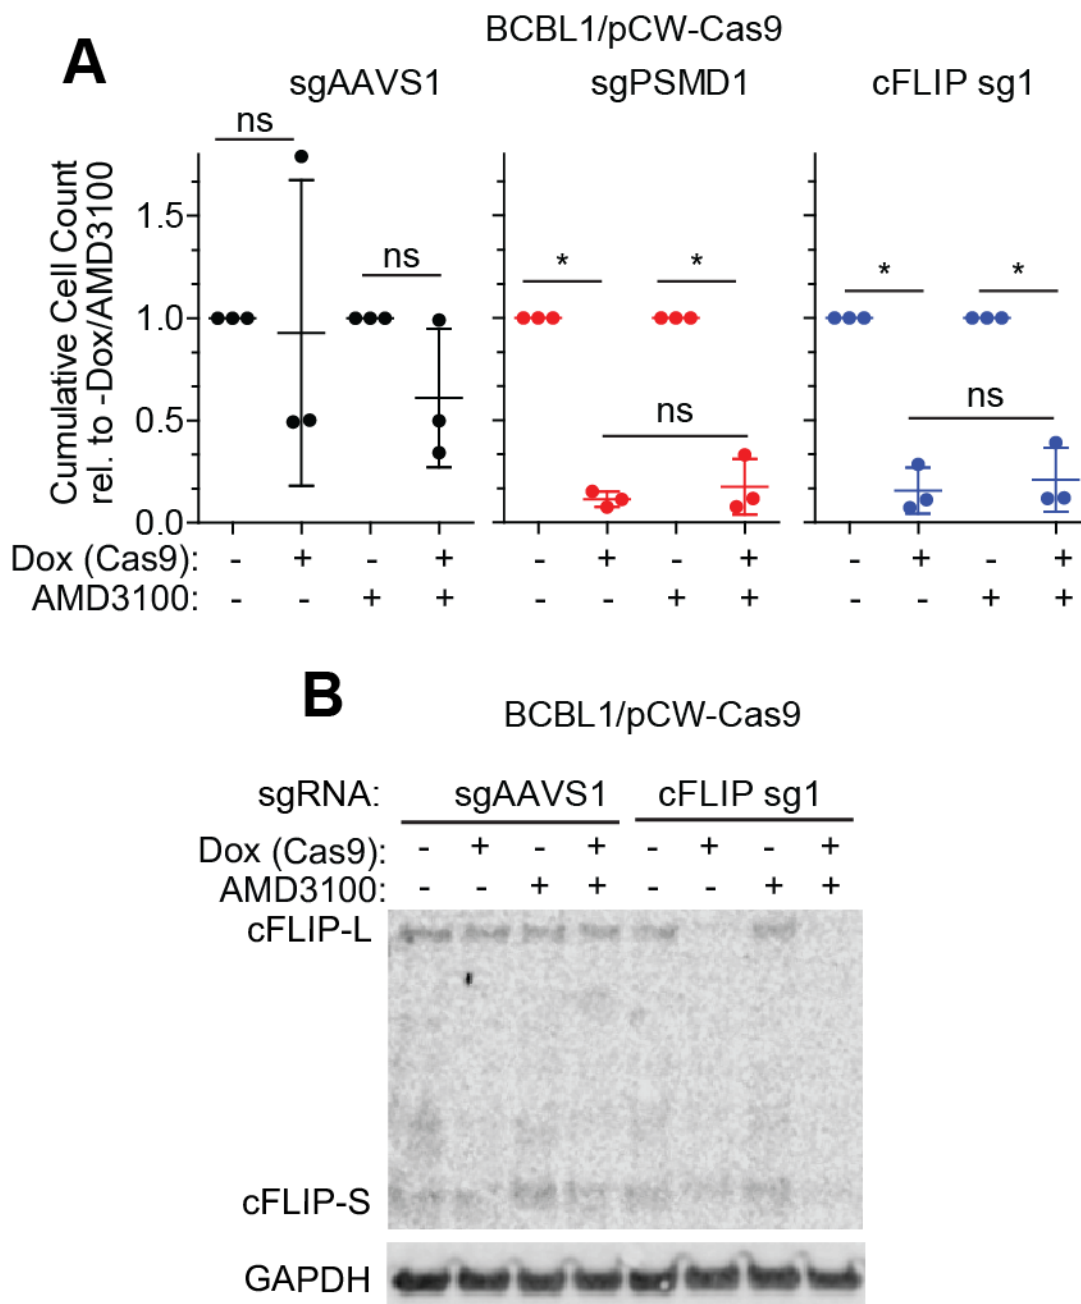 A
BCBL1/pCW-Cas9
sgAAVS1 sgPSMD1 cFLIP sg1
Cumulative Cell Count
rel. to -Dox/AMD3100
ns
ns
* *
ns
* *
ns
1.5
1.0
0.5
0.0
Dox (Cas9): - + - + - + - + - + - +
AMD3100: - - + + - - + + - - + +
B
BCBL1/pCW-Cas9
sgRNA: sgAAVS1 cFLIP sg1
Dox (Cas9): - + - + - + - +
AMD3100: - - + + - - + +
cFLIP-L
cFLIP-S
GAPDH